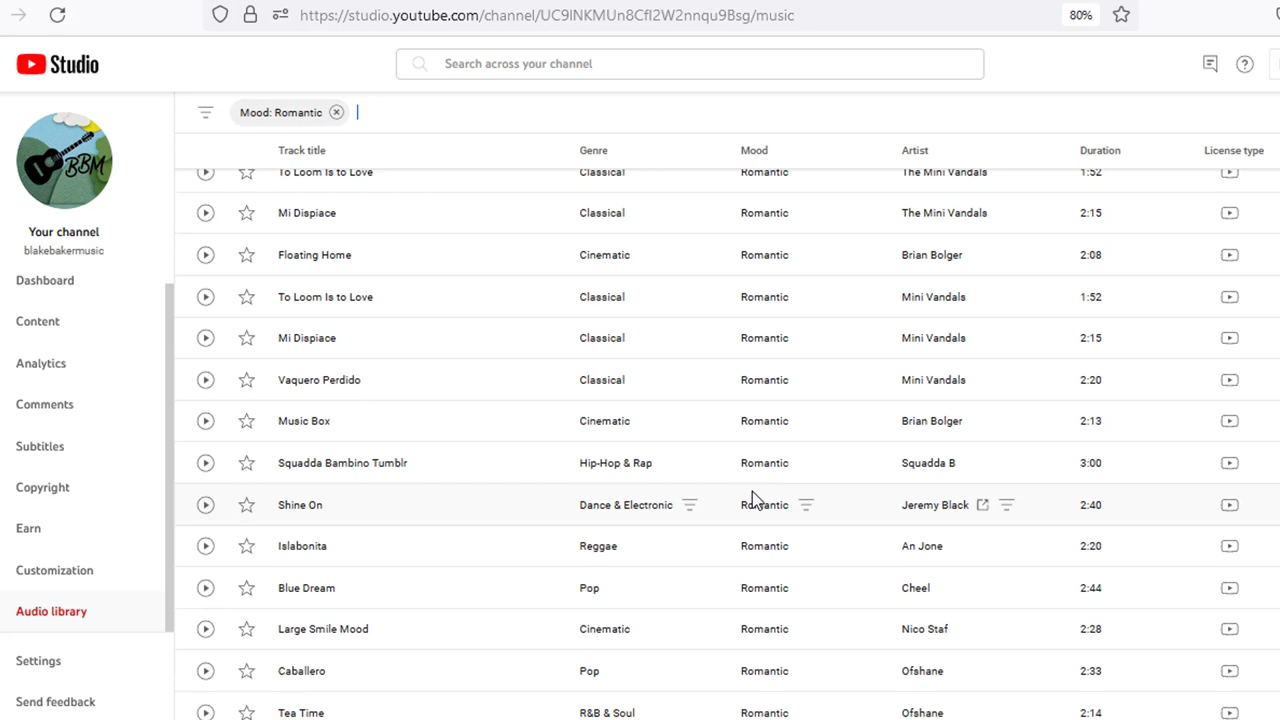 https://studio.youtube.com/channel/UC9INKMUn8CfI2W2nnqu9Bsg/music 80%
Studio Search across your channel
BBM
Your channel
blakebakermusic
Dashboard
Content
Analytics
Comments
Subtitles
Copyright
Earn
Customization
Audio library
Settings
Send feedback
Mood: Romantic
Track title Genre Mood Artist Duration License type
To Loom Is to Love Classical Romantic The Mini Vandals 1:52
Mi Dispiace Classical Romantic The Mini Vandals 2:15
Floating Home Cinematic Romantic Brian Bolger 2:08
To Loom Is to Love Classical Romantic Mini Vandals 1:52
Mi Dispiace Classical Romantic Mini Vandals 2:15
Vaquero Perdido Classical Romantic Mini Vandals 2:20
Music Box Cinematic Romantic Brian Bolger 2:13
Squadda Bambino Tumblr Hip-Hop & Rap Romantic Squadda B 3:00
Shine On Dance & Electronic Romantic Jeremy Black 2:40
Islabonita Reggae Romantic An Jone 2:20
Blue Dream Pop Romantic Cheel 2:44
Large Smile Mood Cinematic Romantic Nico Staf 2:28
Caballero Pop Romantic Ofshane 2:33
Tea Time R&B & Soul Romantic Ofshane 2:14